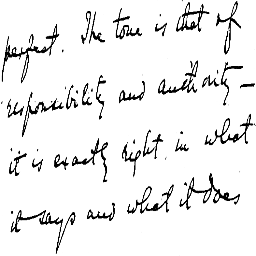 perfect. The tone is that of
responsibility and authority –
it is exactly right in what
it says and what it does